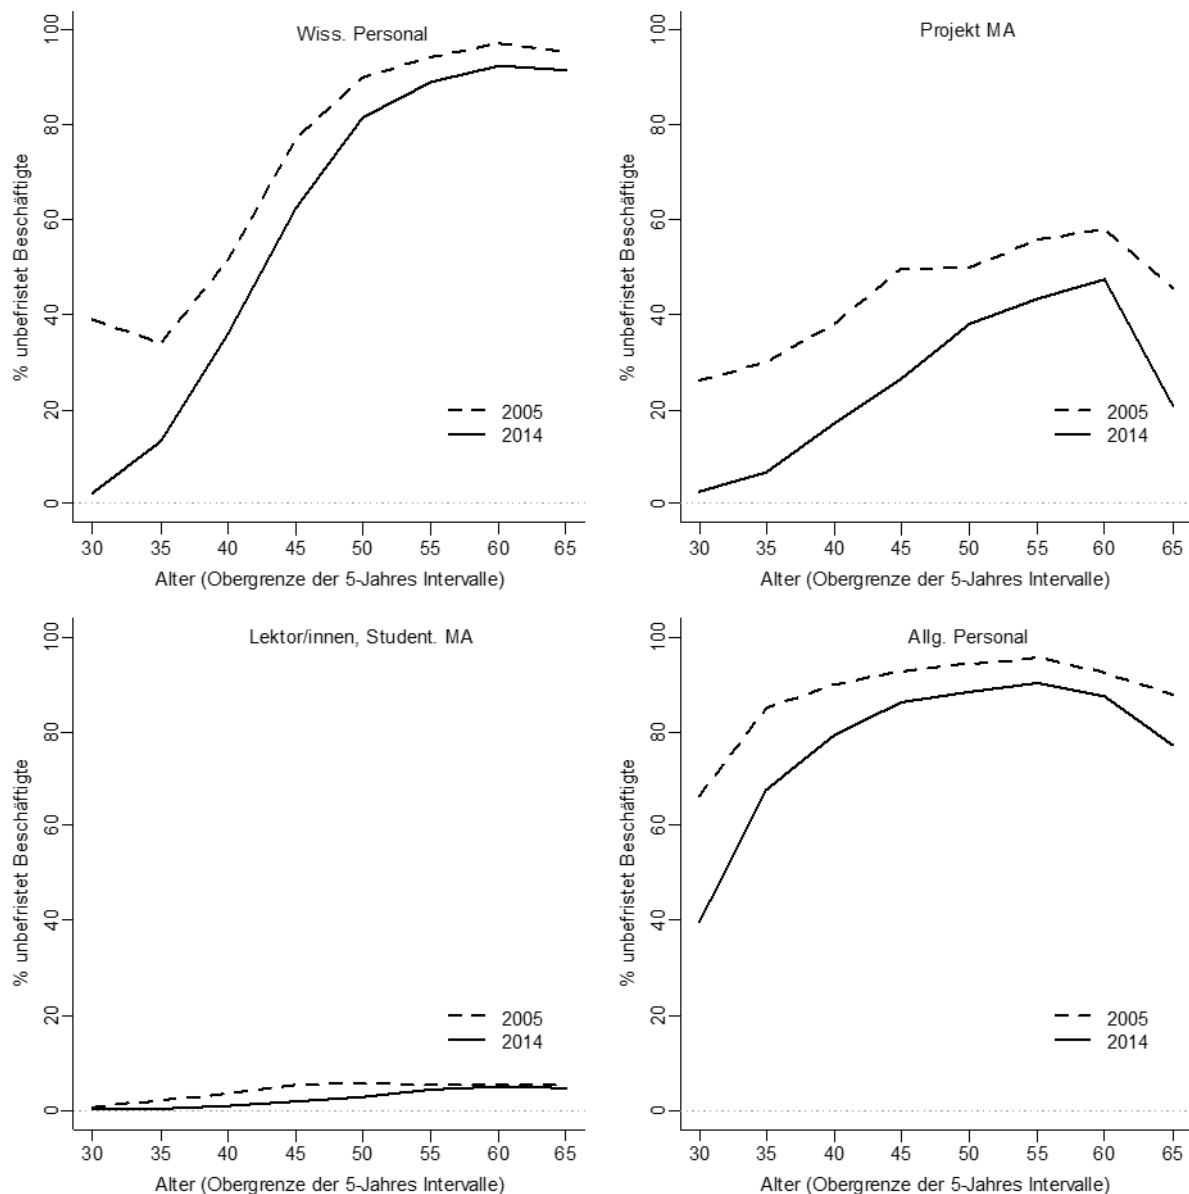 Wiss. Personal
% unbefristet Beschäftigte
100
80
60
40
20
0
2005
2014
30 35 40 45 50 55 60 65
Alter (Obergrenze der 5-Jahres Intervalle)
Projekt MA
% unbefristet Beschäftigte
100
80
60
40
20
0
2005
2014
30 35 40 45 50 55 60 65
Alter (Obergrenze der 5-Jahres Intervalle)
Lektor/innen, Student. MA
% unbefristet Beschäftigte
100
80
60
40
20
0
2005
2014
30 35 40 45 50 55 60 65
Alter (Obergrenze der 5-Jahres Intervalle)
Allg. Personal
% unbefristet Beschäftigte
100
80
60
40
20
0
2005
2014
30 35 40 45 50 55 60 65
Alter (Obergrenze der 5-Jahres Intervalle)